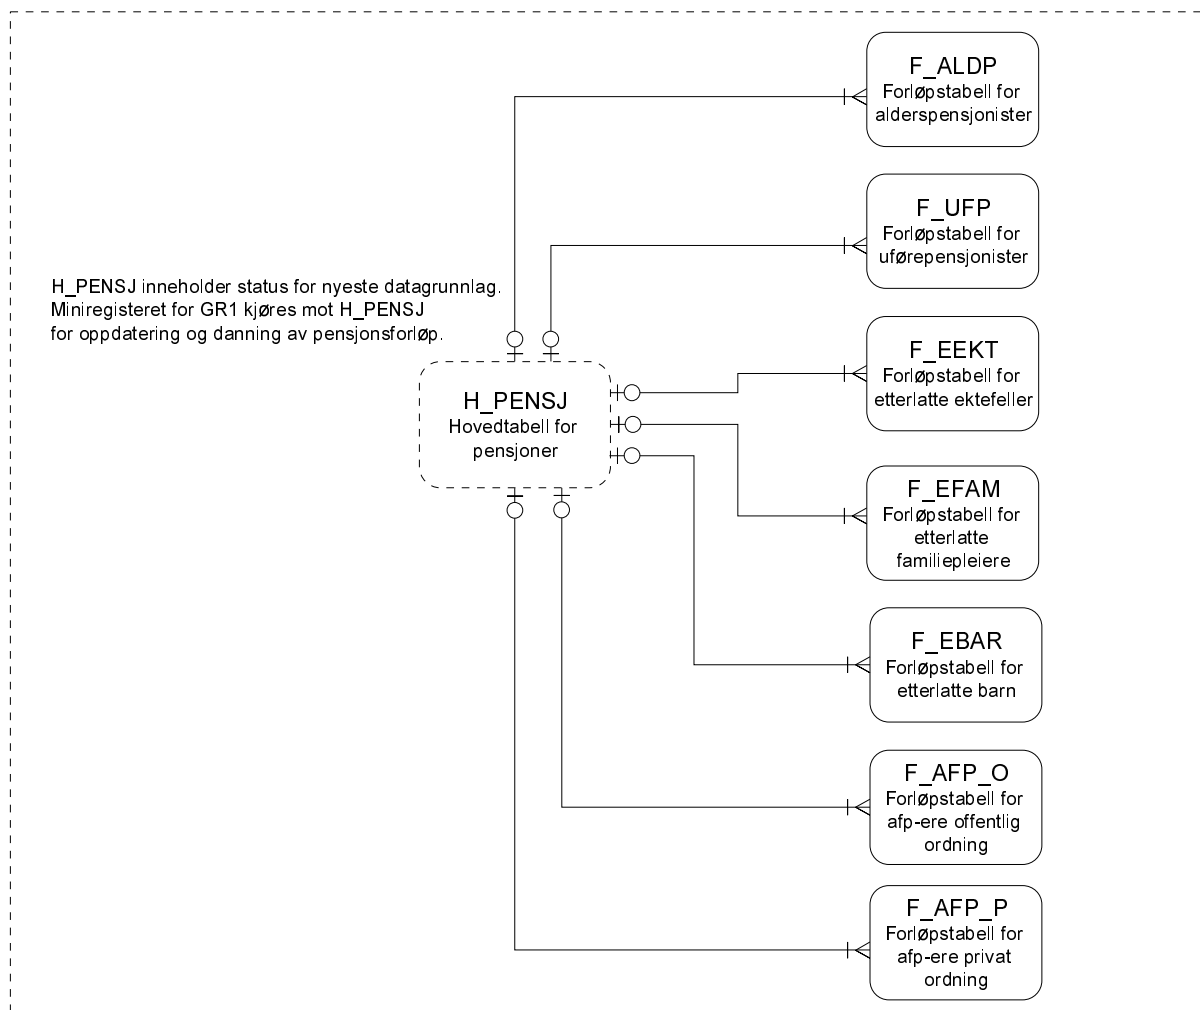 F_ALDP
Forløpstabell for
alderspensjonister
F_UFP
Forløpstabell for
uførepensjonister
H_PENSJ inneholder status for nyeste datagrunnlag.
Miniregisteret for GR1 kjøres mot H_PENSJ
for oppdatering og danning av pensjonsforløp.
F_EEKT
Forløpstabell for
etterlatte ektefeller
H_PENSJ
Hovedtabell for
pensjoner
F_EFAM
Forløpstabell for
etterlatte
familiepleiere
F_EBAR
Forløpstabell for
etterlatte barn
F_AFP_O
Forløpstabell for
afp-ere offentlig
ordning
F_AFP_P
Forløpstabell for
afp-ere privat
ordning